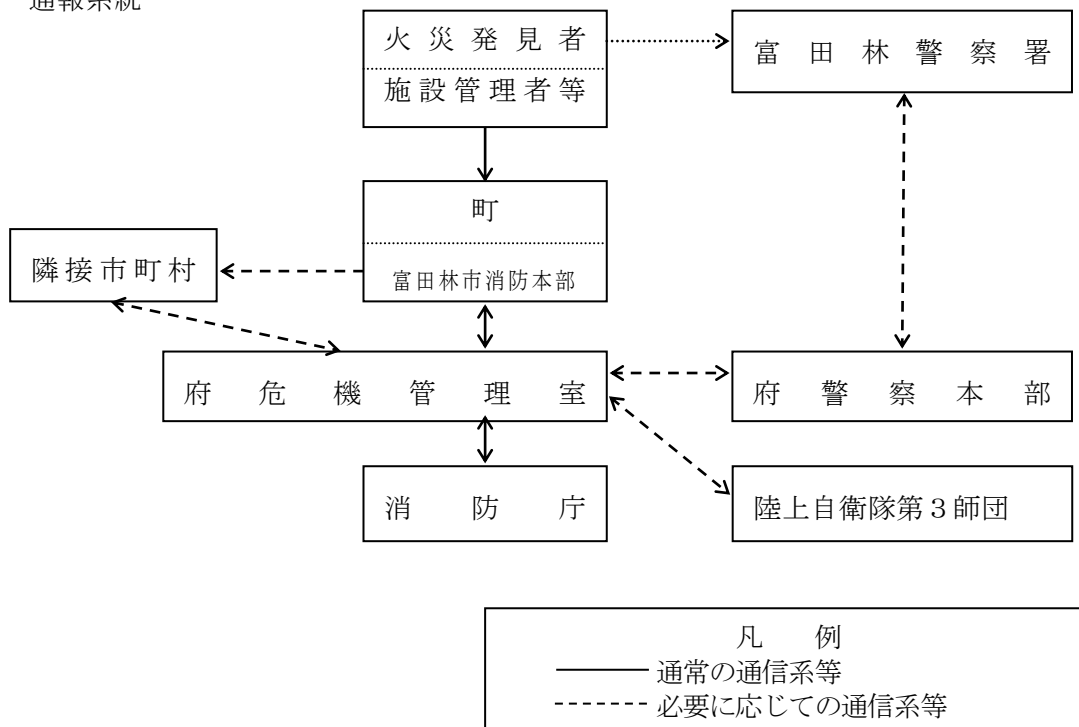 通報系統
火災発見者
施設管理者等
富田林警察署
町
富田林市消防本部
隣接市町村
府危機管理室
府警察本部
消防庁
陸上自衛隊第３師団
凡　例
通常の通信系等
必要に応じての通信系等